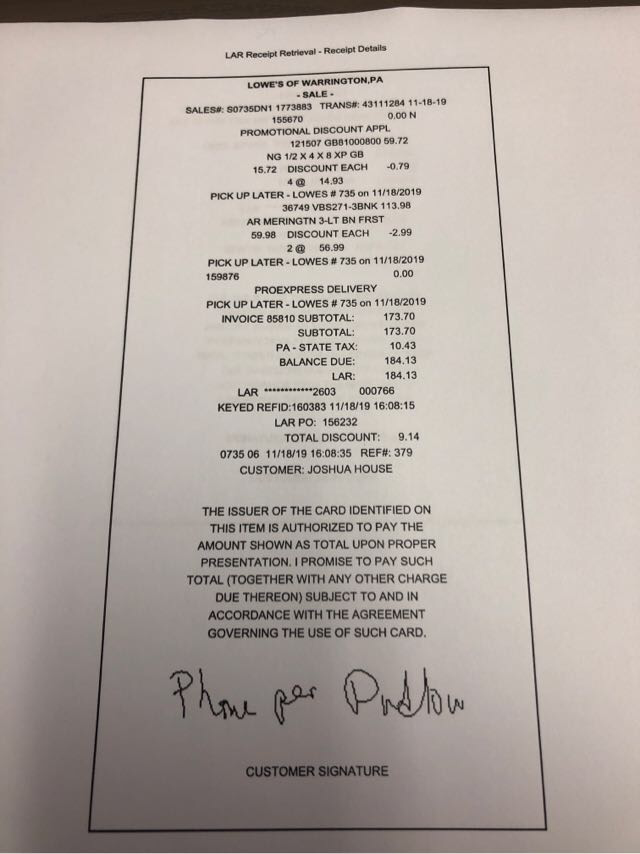 LAR Receipt Retrieval - Receipt Details
LOWE'S OF WARRINGTON,PA
- SALE -
SALES#: S0735DN1 1773883 TRANS#: 43111284 11-18-19
155670 0.00 N
PROMOTIONAL DISCOUNT APPL
121507 GB81000800 59.72
NG 1/2 X 4 X 8 XP GB
15.72 DISCOUNT EACH -0.79
4 @ 14.93
PICK UP LATER - LOWES # 735 on 11/18/2019
36749 VBS271-3BNK 113.98
AR MERINGTN 3-LT BN FRST
59.98 DISCOUNT EACH -2.99
2 @ 56.99
PICK UP LATER - LOWES # 735 on 11/18/2019
159876 0.00
PROEXPRESS DELIVERY
PICK UP LATER - LOWES # 735 on 11/18/2019
INVOICE 85810 SUBTOTAL: 173.70
SUBTOTAL: 173.70
PA - STATE TAX: 10.43
BALANCE DUE: 184.13
LAR: 184.13
LAR ************2603 000766
KEYED REFID:160383 11/18/19 16:08:15
LAR PO: 156232
TOTAL DISCOUNT: 9.14
0735 06 11/18/19 16:08:35 REF#: 379
CUSTOMER: JOSHUA HOUSE
THE ISSUER OF THE CARD IDENTIFIED ON
THIS ITEM IS AUTHORIZED TO PAY THE
AMOUNT SHOWN AS TOTAL UPON PROPER
PRESENTATION. I PROMISE TO PAY SUCH
TOTAL (TOGETHER WITH ANY OTHER CHARGE
DUE THEREON) SUBJECT TO AND IN
ACCORDANCE WITH THE AGREEMENT
GOVERNING THE USE OF SUCH CARD.
Phone per
CUSTOMER SIGNATURE